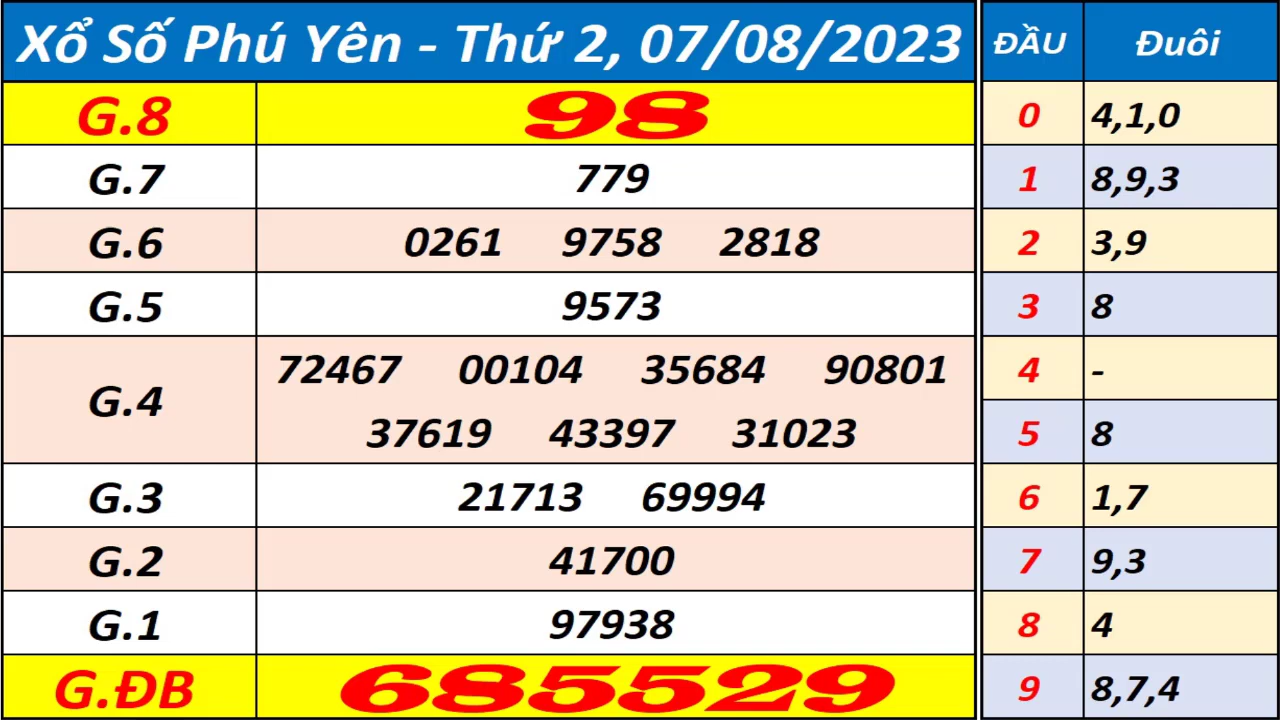 Xổ Số Phú Yên - Thứ 2, 07/08/2023
G.8 98
G.7 779
G.6 0261 9758 2818
G.5 9573
G.4 72467 00104 35684 90801
37619 43397 31023
G.3 21713 69994
G.2 41700
G.1 97938
G.ĐB 685529
ĐẦU Đuôi
0 4,1,0
1 8,9,3
2 3,9
3 8
4 -
5 8
6 1,7
7 9,3
8 4
9 8,7,4